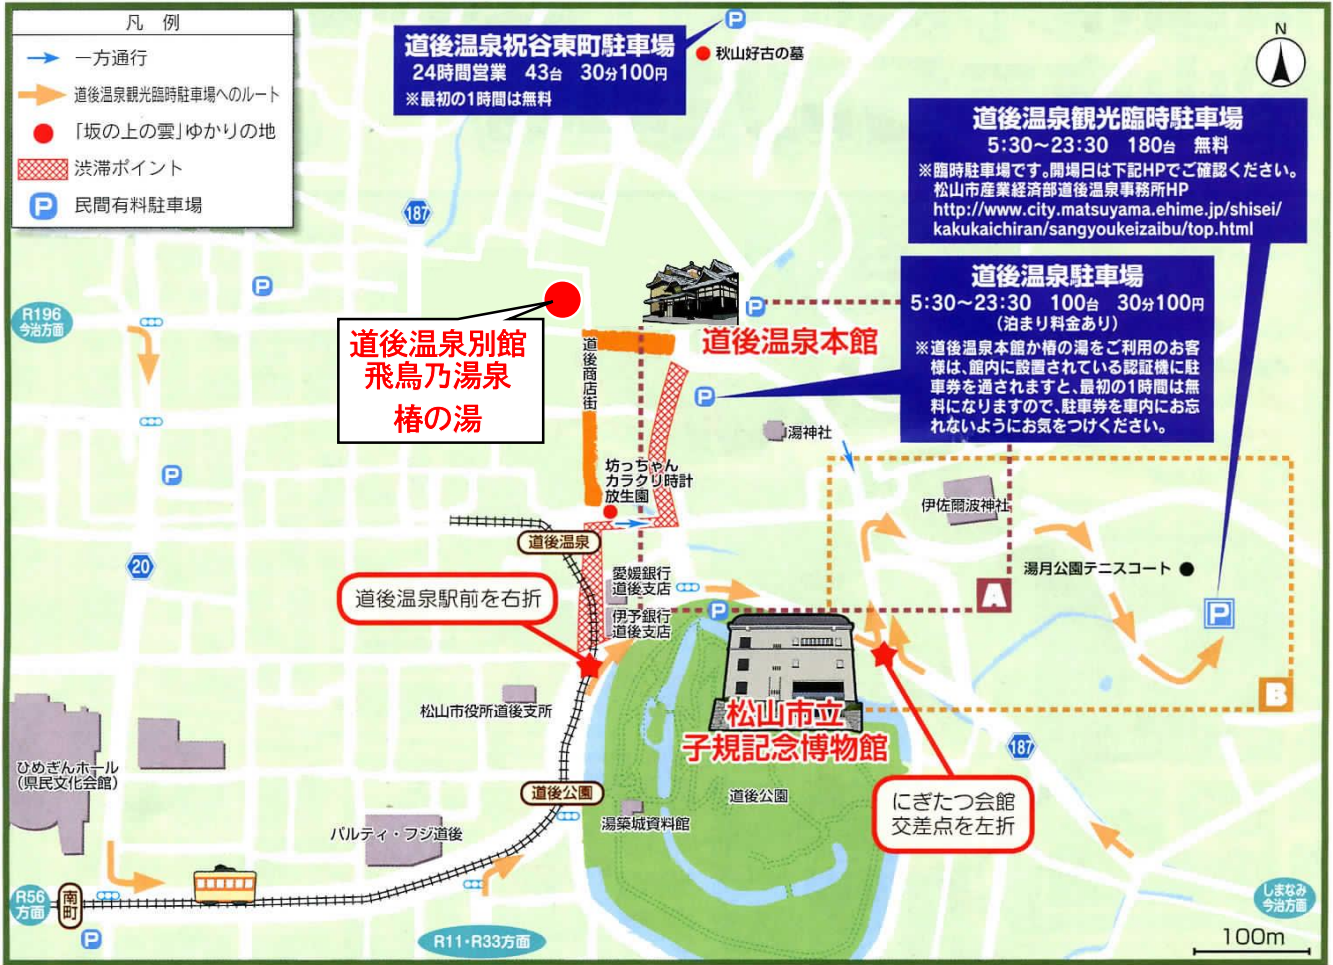 凡 例
一方通行
道後温泉観光臨時駐車場へのルート
「坂の上の雲」ゆかりの地
渋滞ポイント
P
民間有料駐車場
道後温泉祝谷東町駐車場
24時間営業 43台 30分100円
※最初の1時間は無料
P
秋山好古の墓
N
道後温泉観光臨時駐車場
5:30～23:30 180台 無料
※臨時駐車場です。開場日は下記HPでご確認ください。
松山市産業経済部道後温泉事務所HP
http://www.city.matsuyama.ehime.jp/shisei/
kakukaichiran/sangyoukeizaibu/top.html
187
P
道後温泉駐車場
5:30～23:30 100台 30分100円
(泊まり料金あり)
※道後温泉本館か椿の湯をご利用のお客
様は、館内に設置されている認証機に駐
車券を通されますと、最初の1時間は無
料になりますので、駐車券を車内にお忘
れないようにお気をつけください。
R196
今治方面
道後温泉別館
飛鳥乃湯泉
椿の湯
P
道後温泉本館
道後商店街
P
湯神社
P
坊っちゃん
カラクリ時計
放生園
伊佐爾波神社
道後温泉
20
愛媛銀行
道後支店
湯月公園テニスコート
道後温泉駅前を右折
伊予銀行
道後支店
P
A
P
B
松山市役所道後支所
松山市立
子規記念博物館
187
ひめぎんホール
(県民文化会館)
道後公園
道後公園
にぎたつ会館
交差点を左折
湯築城資料館
パルティ・フジ道後
R56
方面
南町
P
R11・R33方面
しまなみ
今治方面
100m